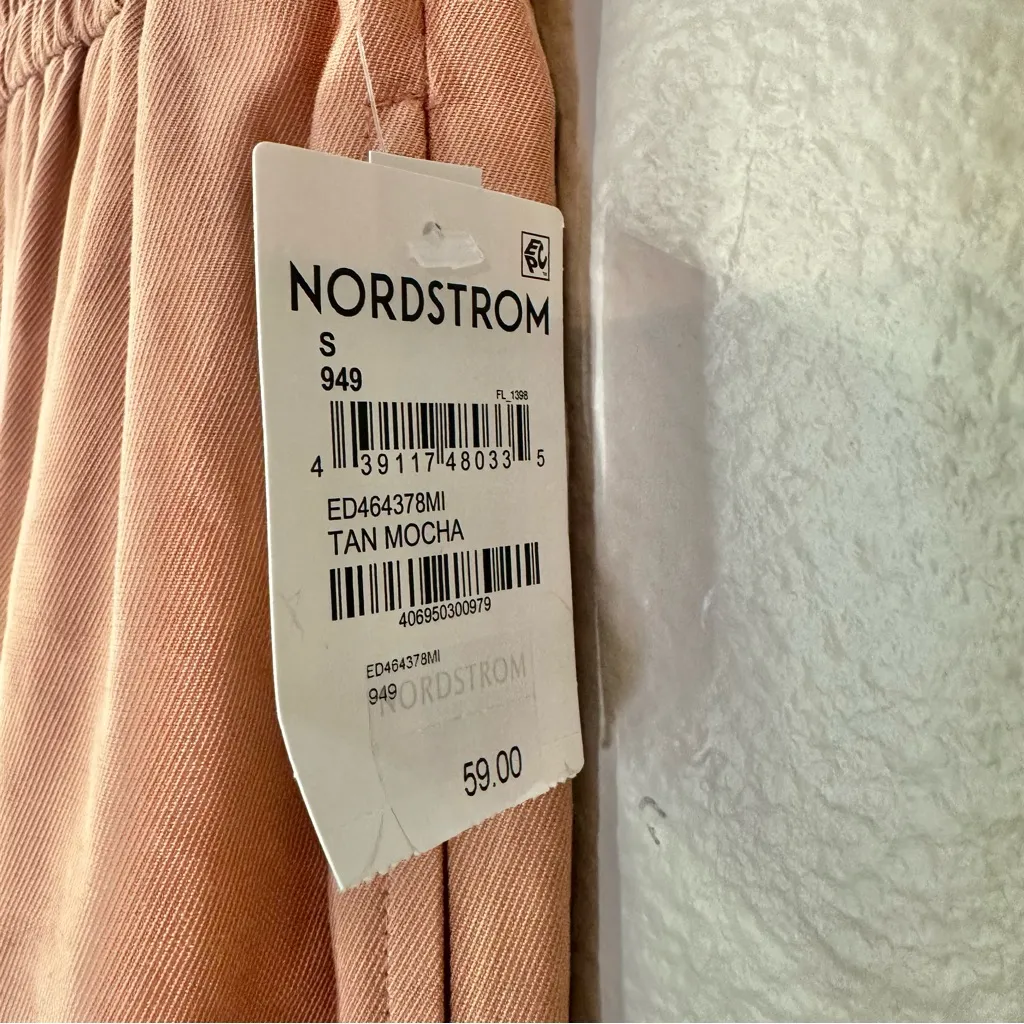 NORDSTROM
S
949
FL_1398
4 39117 48033 5
ED464378MI
TAN MOCHA
406950300979
ED464378MI
949
NORDSTROM
59.00